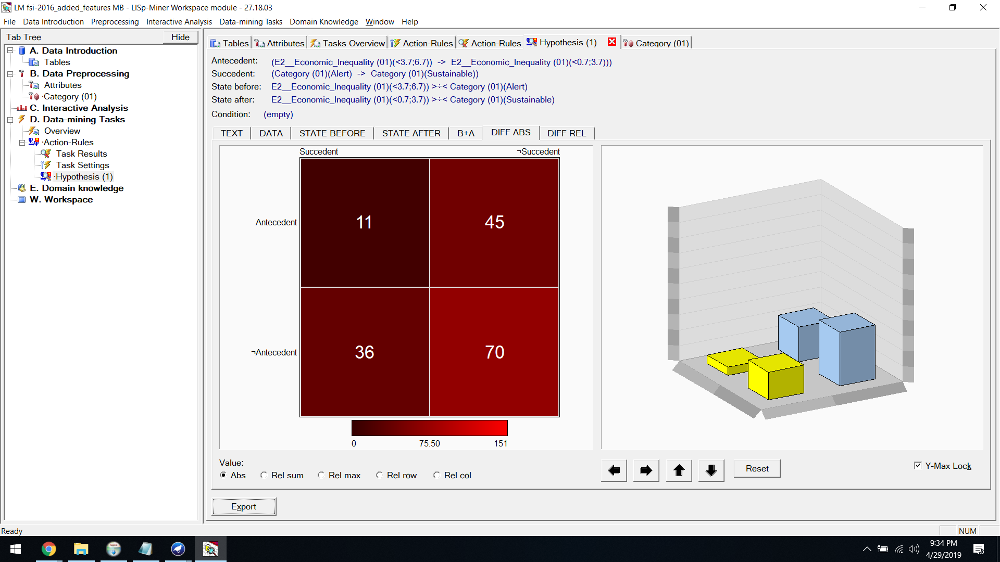 LM fsi-2016_added_features MB - LISp-Miner Workspace module - 27.18.03
File Data Introduction Preprocessing Interactive Analysis Data-mining Tasks Domain Knowledge Window Help
Tab Tree
Hide
A. Data Introduction
Tables
B. Data Preprocessing
Attributes
·Category (01)
C. Interactive Analysis
D. Data-mining Tasks
Overview
·Action-Rules
Task Results
Task Settings
·Hypothesis (1)
E. Domain knowledge
W. Workspace
Tables Attributes Tasks Overview Action-Rules Action-Rules Hypothesis (1) Category (01)
Antecedent: (E2__Economic_Inequality (01)(<3.7;6.7)) -> E2__Economic_Inequality (01)(<0.7;3.7)))
Succedent: (Category (01)(Alert) -> Category (01)(Sustainable))
State before: E2__Economic_Inequality (01)(<3.7;6.7)) >÷< Category (01)(Alert)
State after: E2__Economic_Inequality (01)(<0.7;3.7)) >÷< Category (01)(Sustainable)
Condition: (empty)
TEXT DATA STATE BEFORE STATE AFTER B+A DIFF ABS DIFF REL
Succedent ¬Succedent
Antecedent 11 45
¬Antecedent 36 70
0 75.50 151
Value:
Abs Rel sum Rel max Rel row Rel col
Reset
Y-Max Lock
Export
Ready
NUM
9:34 PM
4/29/2019